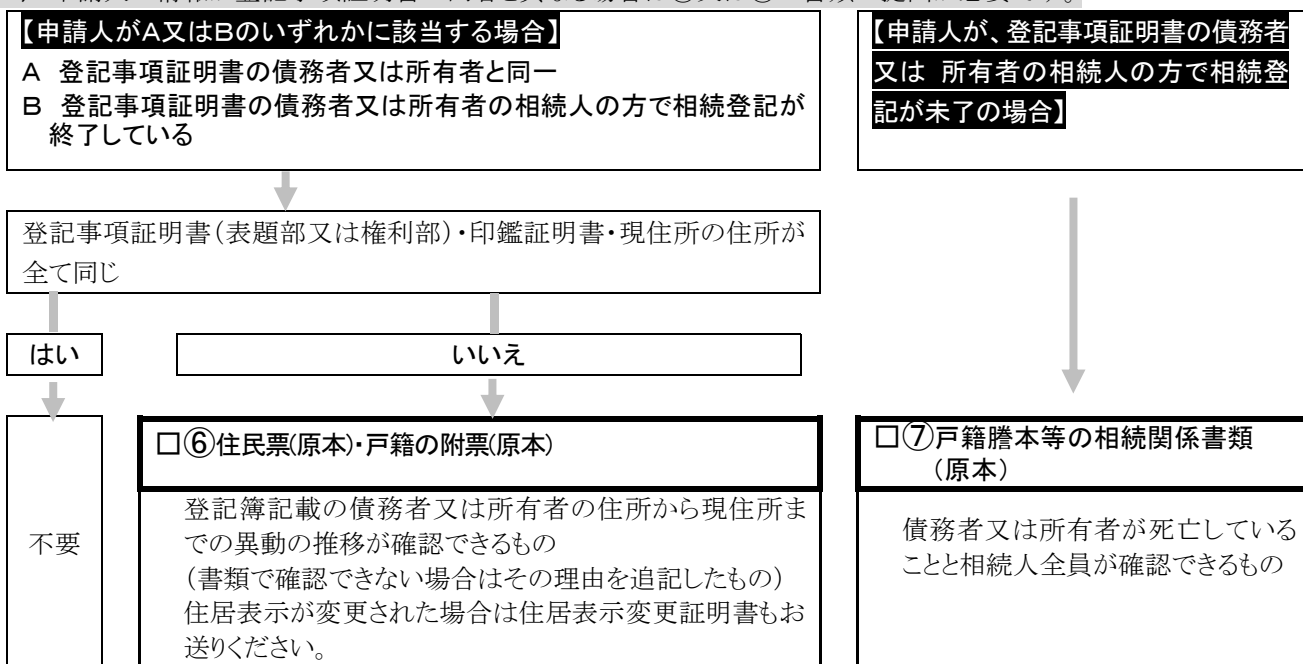 【申請人がA又はBのいずれかに該当する場合】
A 登記事項証明書の債務者又は所有者と同一
B 登記事項証明書の債務者又は所有者の相続人の方で相続登記が
終了している
【申請人が、登記事項証明書の債務者
又は 所有者の相続人の方で相続登
記が未了の場合】
登記事項証明書(表題部又は権利部)・印鑑証明書・現住所の住所が
全て同じ
はい
いいえ
不要
□⑥住民票(原本)・戸籍の附票(原本)
登記簿記載の債務者又は所有者の住所から現住所ま
での異動の推移が確認できるもの
(書類で確認できない場合はその理由を追記したもの)
住居表示が変更された場合は住居表示変更証明書もお
送りください。
□⑦戸籍謄本等の相続関係書類
(原本)
債務者又は所有者が死亡している
ことと相続人全員が確認できるもの